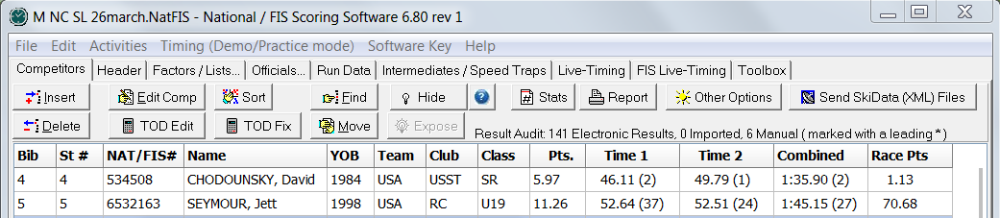 M NC SL 26march.NatFIS - National / FIS Scoring Software 6.80 rev 1
File Edit Activities Timing (Demo/Practice mode) Software Key Help
Competitors Header Factors / Lists... Officials... Run Data Intermediates / Speed Traps Live-Timing FIS Live-Timing Toolbox
Insert Edit Comp Sort Find Hide ? Stats Report Other Options Send SkiData (XML) Files
Delete TOD Edit TOD Fix Move Expose Result Audit: 141 Electronic Results, 0 Imported, 6 Manual ( marked with a leading * )
Bib St # NAT/FIS# Name YOB Team Club Class Pts. Time 1 Time 2 Combined Race Pts
4 4 534508 CHODOUNSKY, David 1984 USA USST SR 5.97 46.11 (2) 49.79 (1) 1:35.90 (2) 1.13
5 5 6532163 SEYMOUR, Jett 1998 USA RC U19 11.26 52.64 (37) 52.51 (24) 1:45.15 (27) 70.68